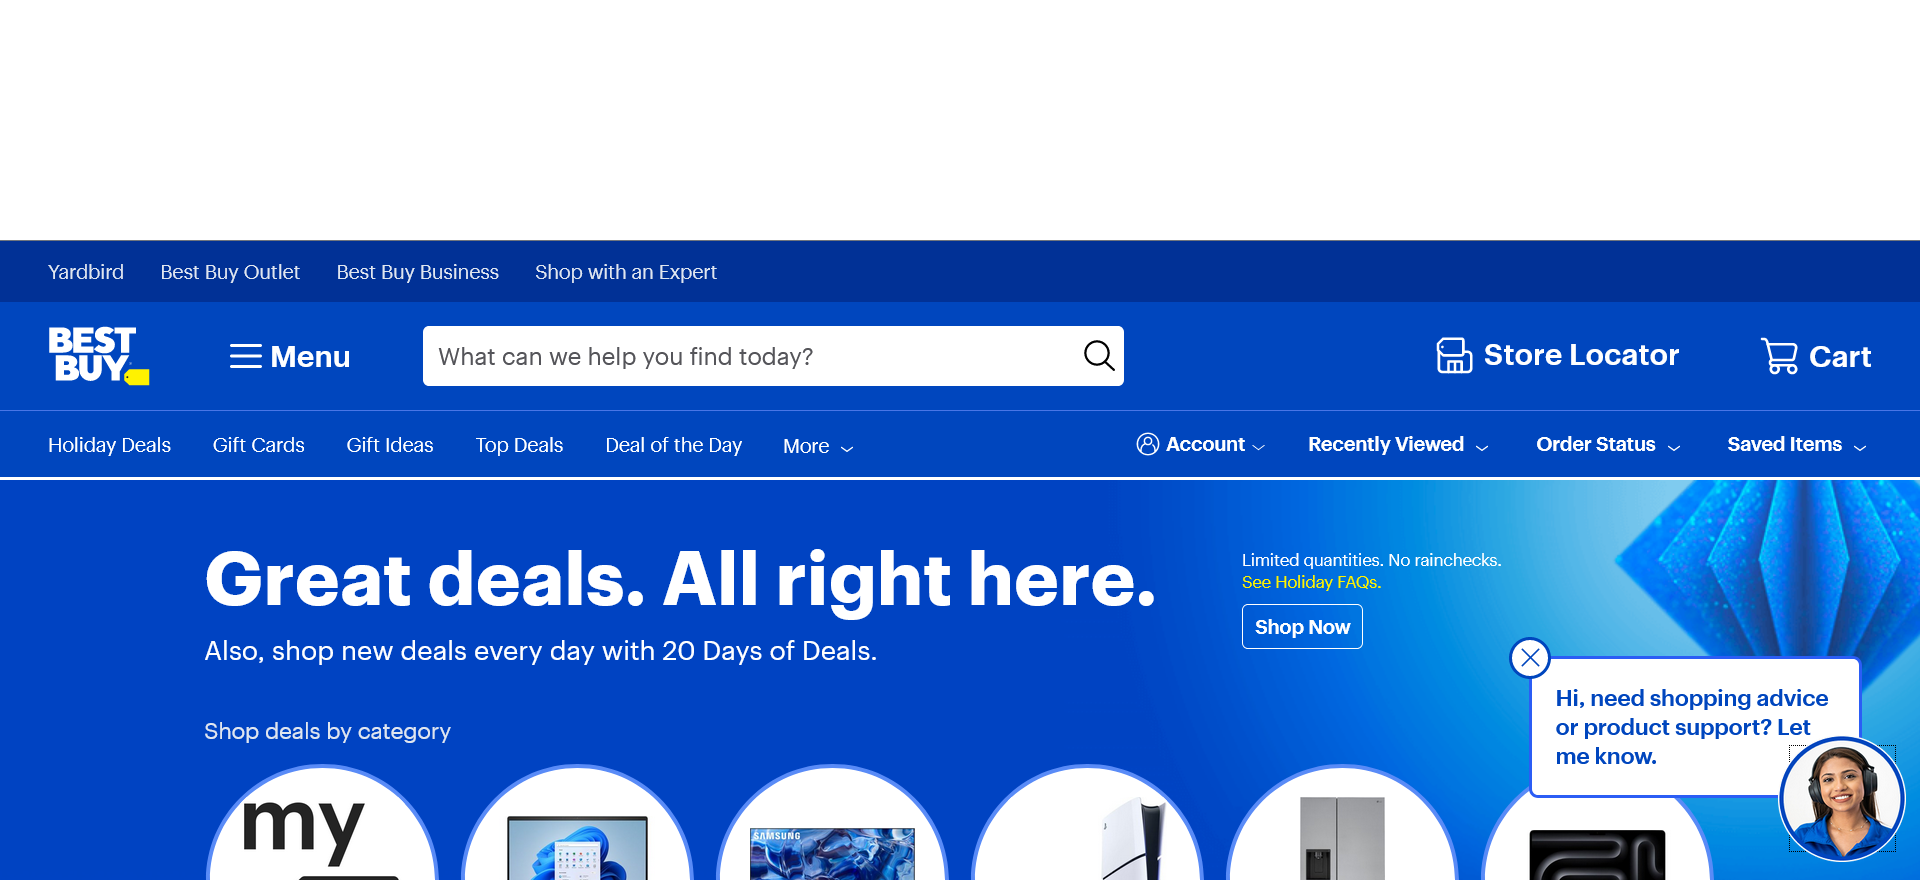 Yardbird Best Buy Outlet Best Buy Business Shop with an Expert
BEST
BUY
Menu
What can we help you find today?
Store Locator
Cart
Holiday Deals Gift Cards Gift Ideas Top Deals Deal of the Day More
Account Recently Viewed Order Status Saved Items
Great deals. All right here.
Also, shop new deals every day with 20 Days of Deals.
Limited quantities. No rainchecks.
See Holiday FAQs.
Shop Now
Shop deals by category
Hi, need shopping advice
or product support? Let
me know.
my
SAMSUNG